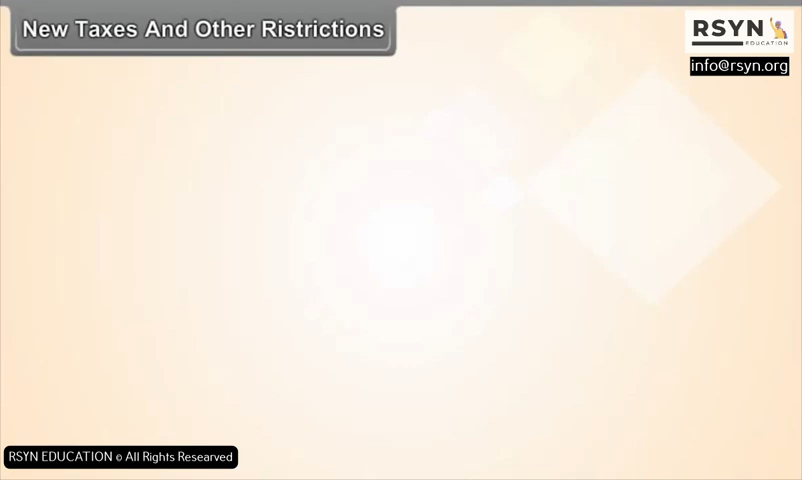 New Taxes And Other Ristrictions
RSYN
EDUCATION
info@rsyn.org
RSYN EDUCATION © All Rights Researved